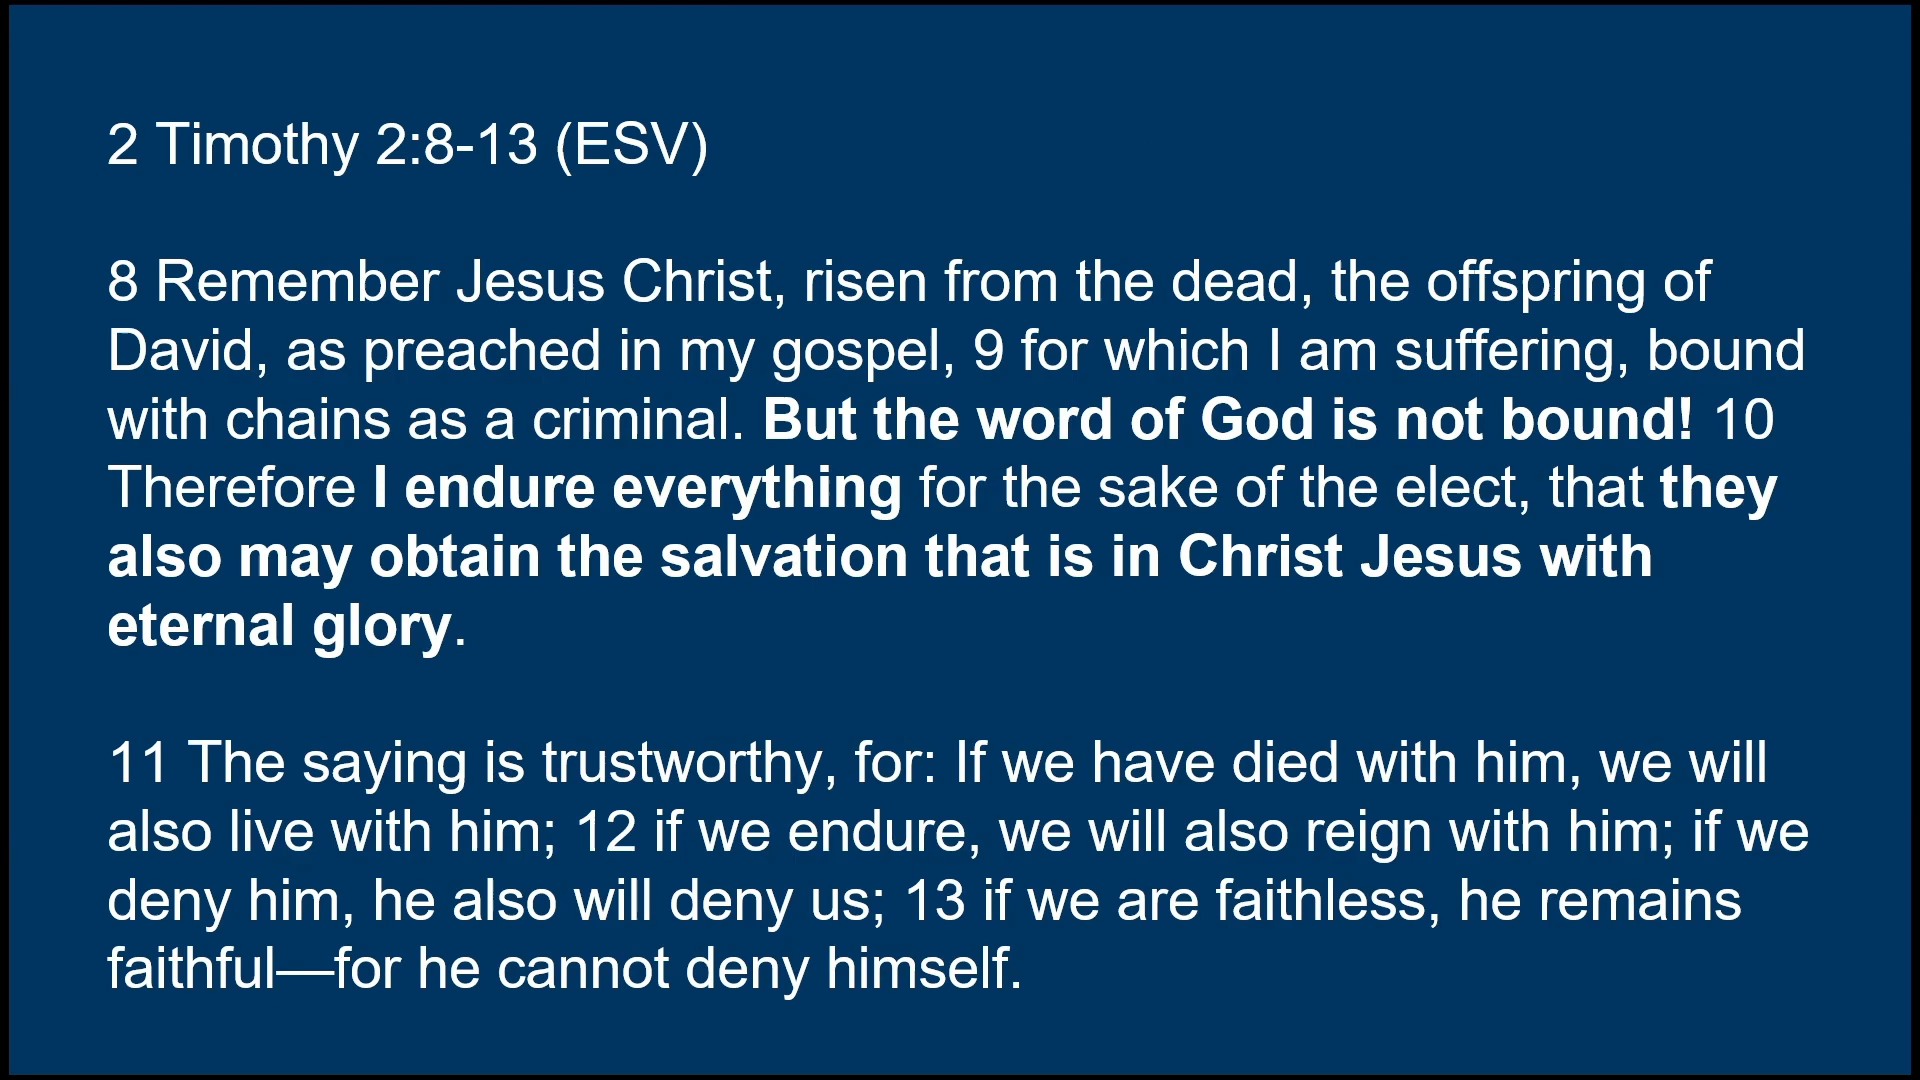 2 Timothy 2:8-13 (ESV)
8 Remember Jesus Christ, risen from the dead, the offspring of
David, as preached in my gospel, 9 for which I am suffering, bound
with chains as a criminal. But the word of God is not bound! 10
Therefore I endure everything for the sake of the elect, that they
also may obtain the salvation that is in Christ Jesus with
eternal glory.
11 The saying is trustworthy, for: If we have died with him, we will
also live with him; 12 if we endure, we will also reign with him; if we
deny him, he also will deny us; 13 if we are faithless, he remains
faithful—for he cannot deny himself.